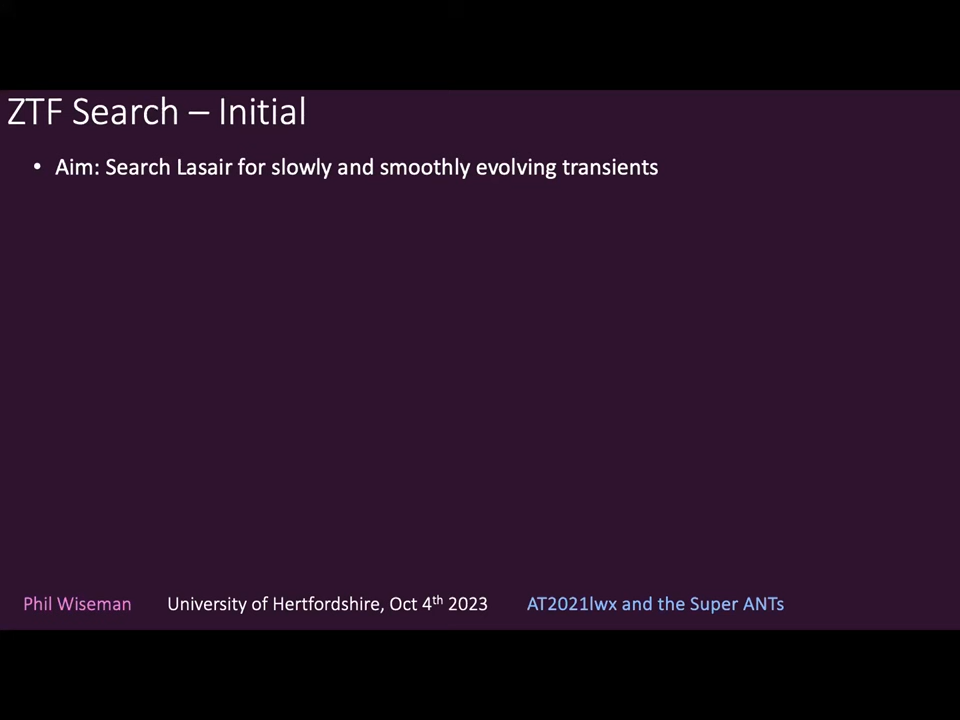 ZTF Search – Initial
• Aim: Search Lasair for slowly and smoothly evolving transients
Phil Wiseman University of Hertfordshire, Oct 4th 2023 AT2021lwx and the Super ANTs